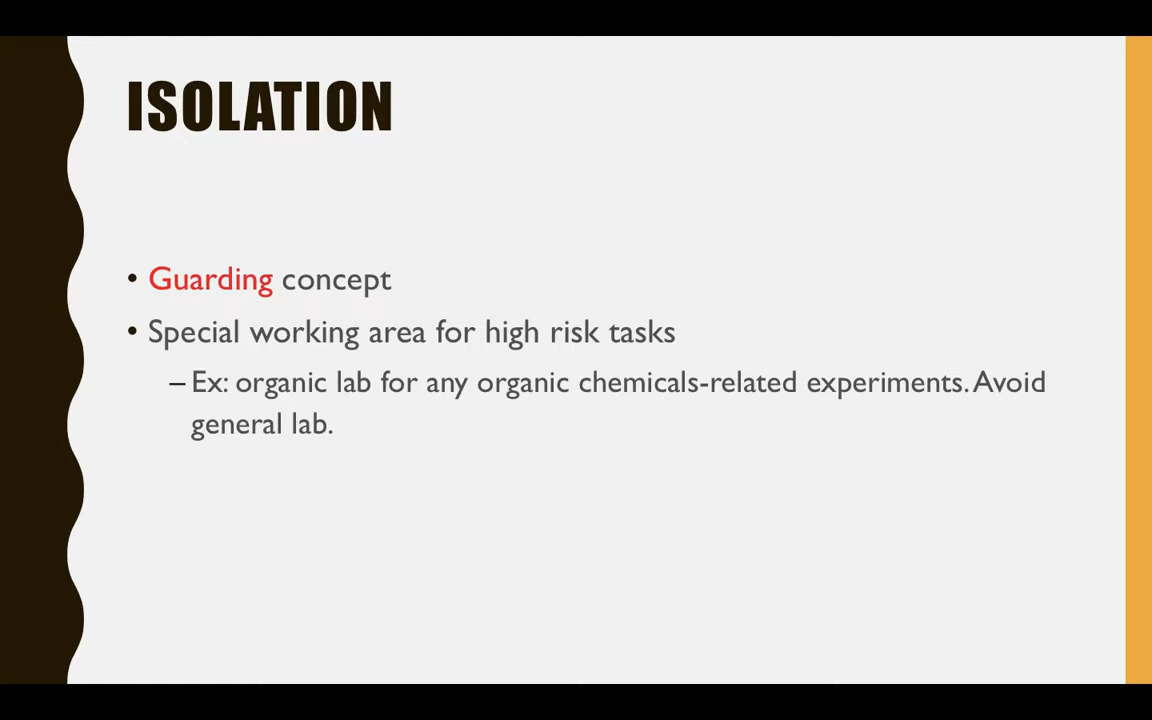 ISOLATION
• Guarding concept
• Special working area for high risk tasks
– Ex: organic lab for any organic chemicals-related experiments. Avoid
general lab.